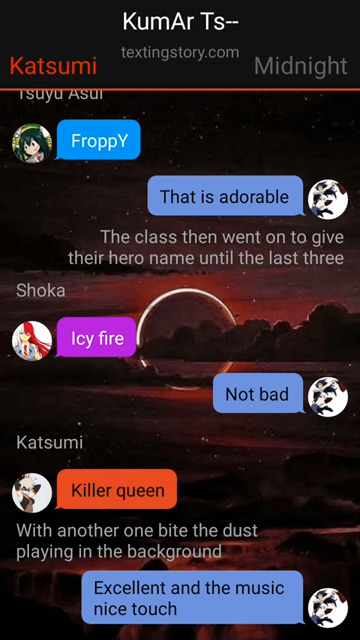 KumAr Ts--
textingstory.com
Katsumi
Midnight
Tsuyu Asui
FroppY
That is adorable
The class then went on to give
their hero name until the last three
Shoka
Icy fire
Not bad
Katsumi
Killer queen
With another one bite the dust
playing in the background
Excellent and the music
nice touch